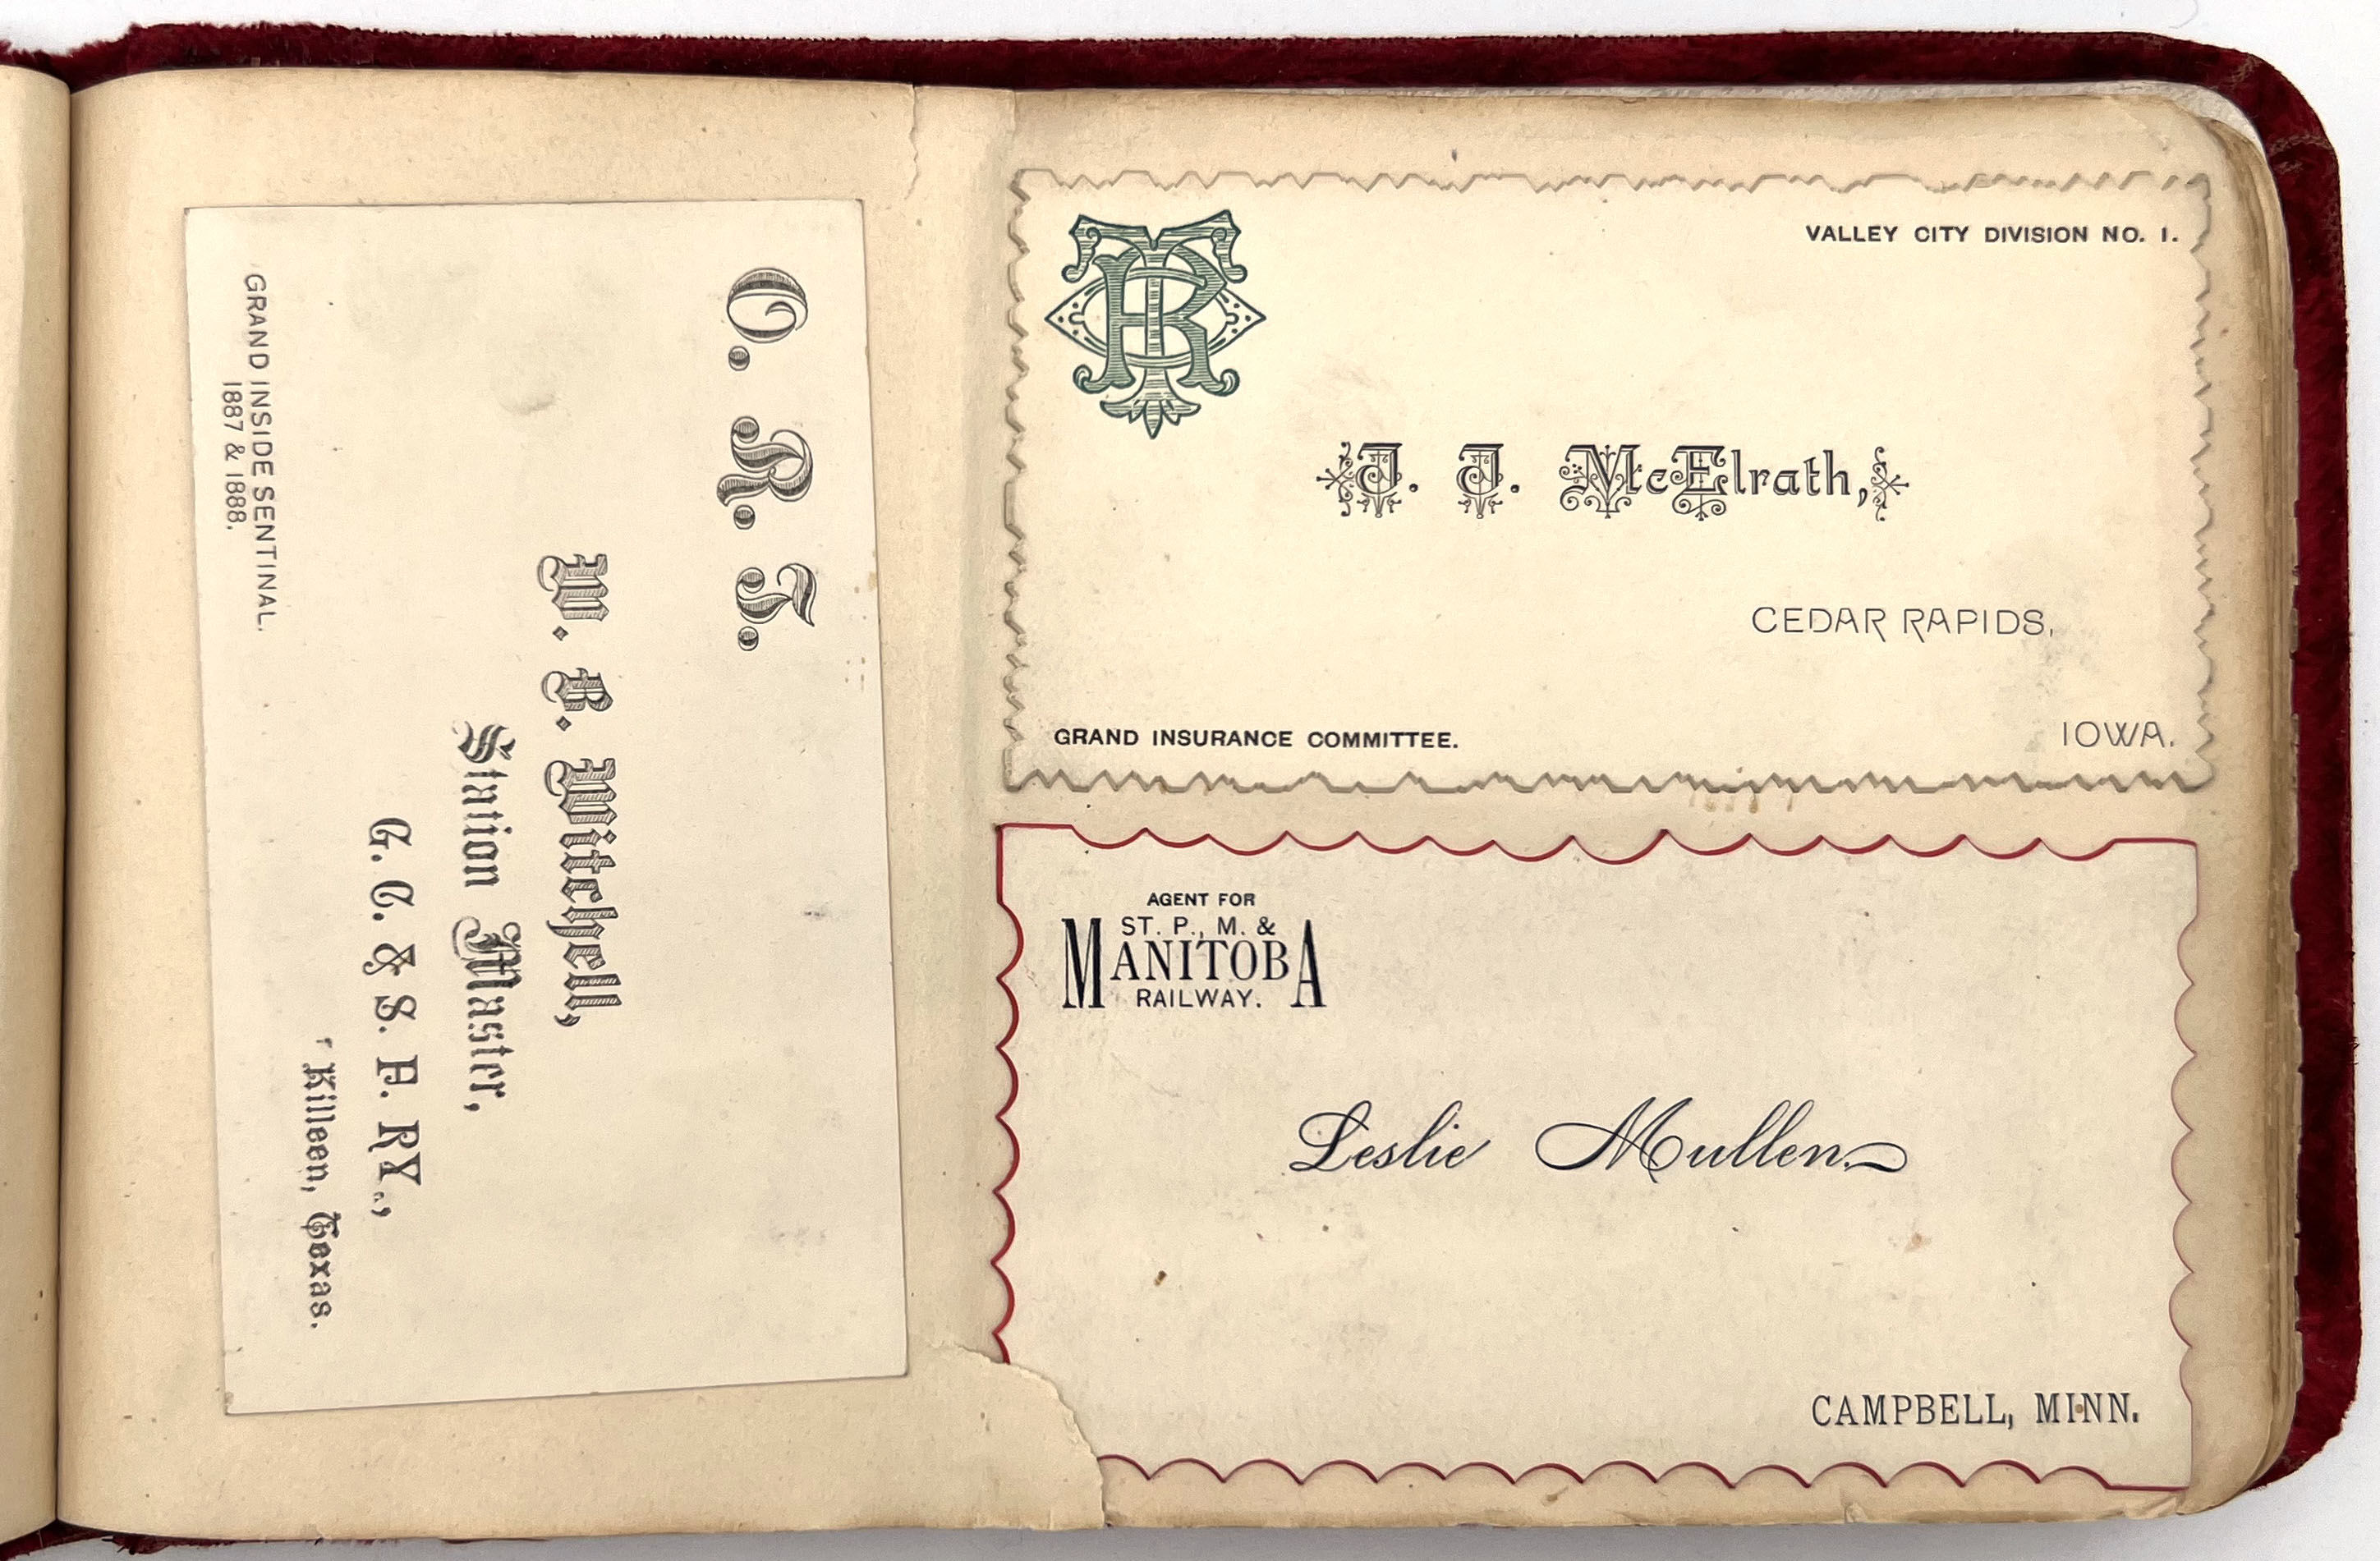 O. R. T.
B. Mitchell,
Station Master,
G. C. & S. F. RY.,
Killeen, Texas.
GRAND INSIDE SENTINAL,
1887 & 1888.
ORT
VALLEY CITY DIVISION NO. 1.
J. J. McElrath,
CEDAR RAPIDS,
IOWA.
GRAND INSURANCE COMMITTEE.
AGENT FOR
ST. P., M. &
MANITOBA
RAILWAY.
Leslie Mullen.
CAMPBELL, MINN.